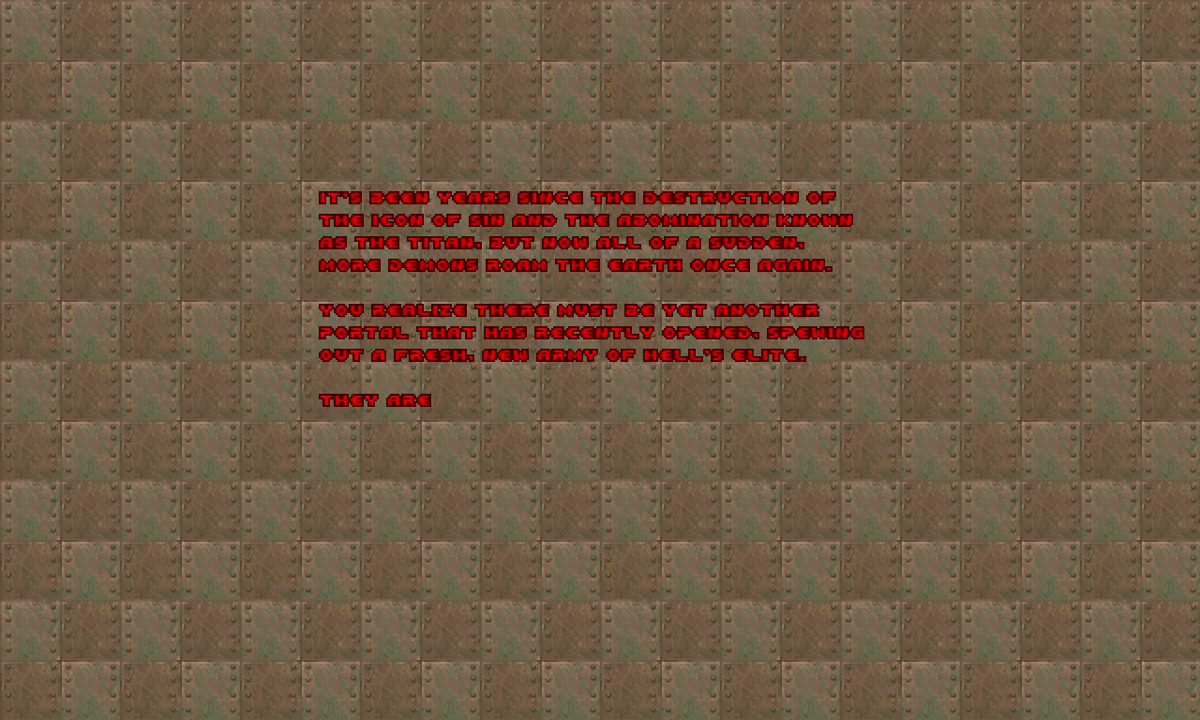 IT'S BEEN YEARS SINCE THE DESTRUCTION OF
THE ICON OF SIN AND THE ABOMINATION KNOWN
AS THE TITAN, BUT NOW ALL OF A SUDDEN,
MORE DEMONS ROAM THE EARTH ONCE AGAIN.
YOU REALIZE THERE MUST BE YET ANOTHER
PORTAL THAT HAS RECENTLY OPENED, SPEWING
OUT A FRESH, NEW ARMY OF HELL'S ELITE.
THEY ARE